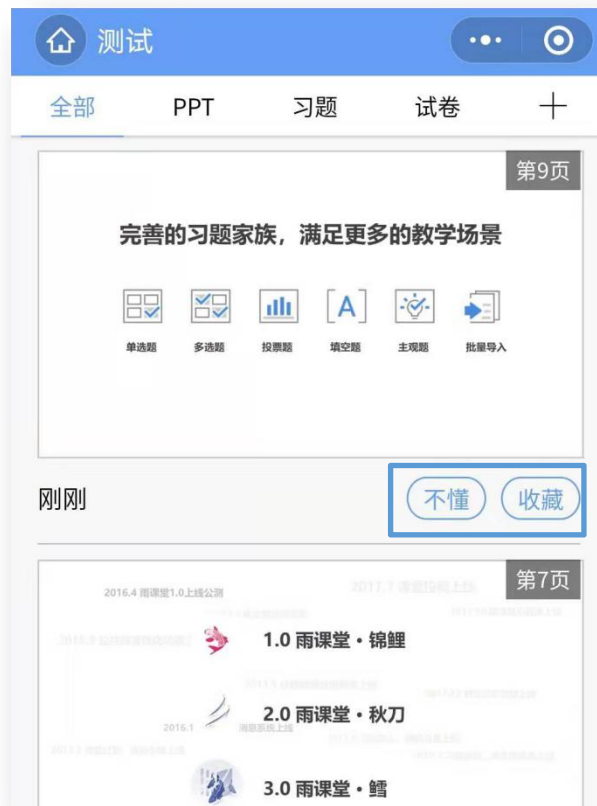 测试
全部 PPT 习题 试卷
第9页
完善的习题家族，满足更多的教学场景
A
单选题 多选题 投票题 填空题 主观题 批量导入
刚刚 不懂 收藏
第7页
2016.4 雨课堂1.0上线公测
1.0 雨课堂·锦鲤
2.0 雨课堂·秋刀
2016.1
3.0 雨课堂·鳕